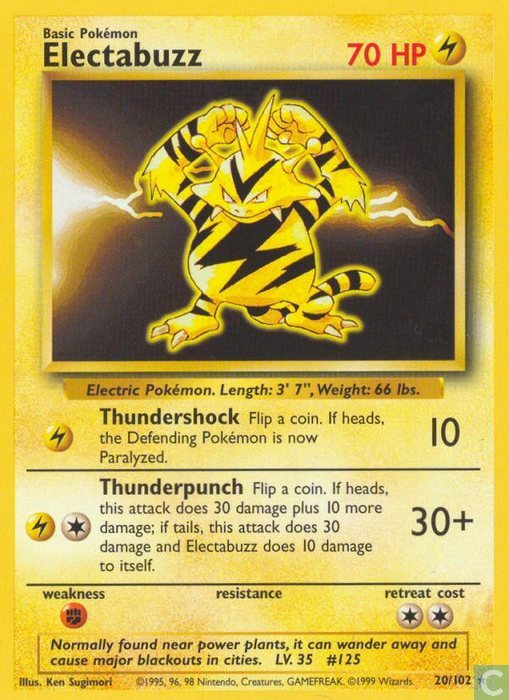 Basic Pokémon
Electabuzz 70 HP
Electric Pokémon. Length: 3' 7", Weight: 66 lbs.
Thundershock Flip a coin. If heads,
the Defending Pokémon is now
Paralyzed.
10
Thunderpunch Flip a coin. If heads,
this attack does 30 damage plus 10 more
damage; if tails, this attack does 30
damage and Electabuzz does 10 damage
to itself.
30+
weakness resistance retreat cost
Normally found near power plants, it can wander away and
cause major blackouts in cities. LV. 35 #125
Illus. Ken Sugimori ©1995, 96, 98 Nintendo, Creatures, GAMEFREAK. ©1999 Wizards. 20/102 ★
C